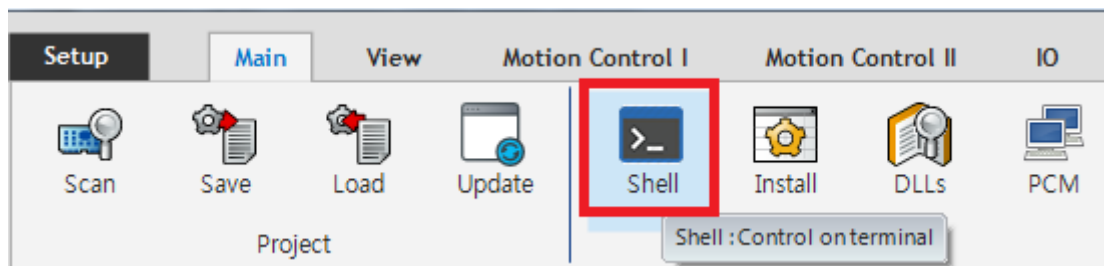 Setup Main View Motion Control I Motion Control II IO
>_
Scan Save Load Update Shell Install DLLs PCM
Project
Shell : Control on terminal